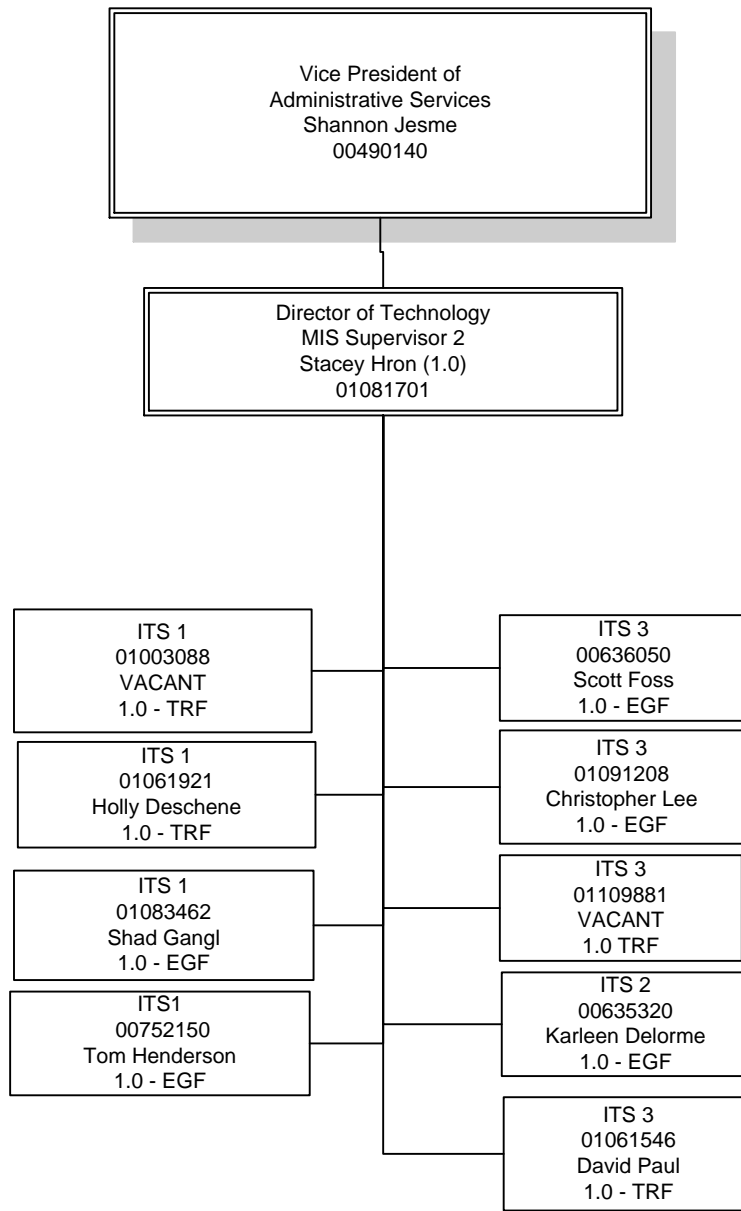 Vice President of
Administrative Services
Shannon Jesme
00490140
Director of Technology
MIS Supervisor 2
Stacey Hron (1.0)
01081701
ITS 1
01003088
VACANT
1.0 - TRF
ITS 1
01061921
Holly Deschene
1.0 - TRF
ITS 1
01083462
Shad Gangl
1.0 - EGF
ITS1
00752150
Tom Henderson
1.0 - EGF
ITS 3
00636050
Scott Foss
1.0 - EGF
ITS 3
01091208
Christopher Lee
1.0 - EGF
ITS 3
01109881
VACANT
1.0 TRF
ITS 2
00635320
Karleen Delorme
1.0 - EGF
ITS 3
01061546
David Paul
1.0 - TRF